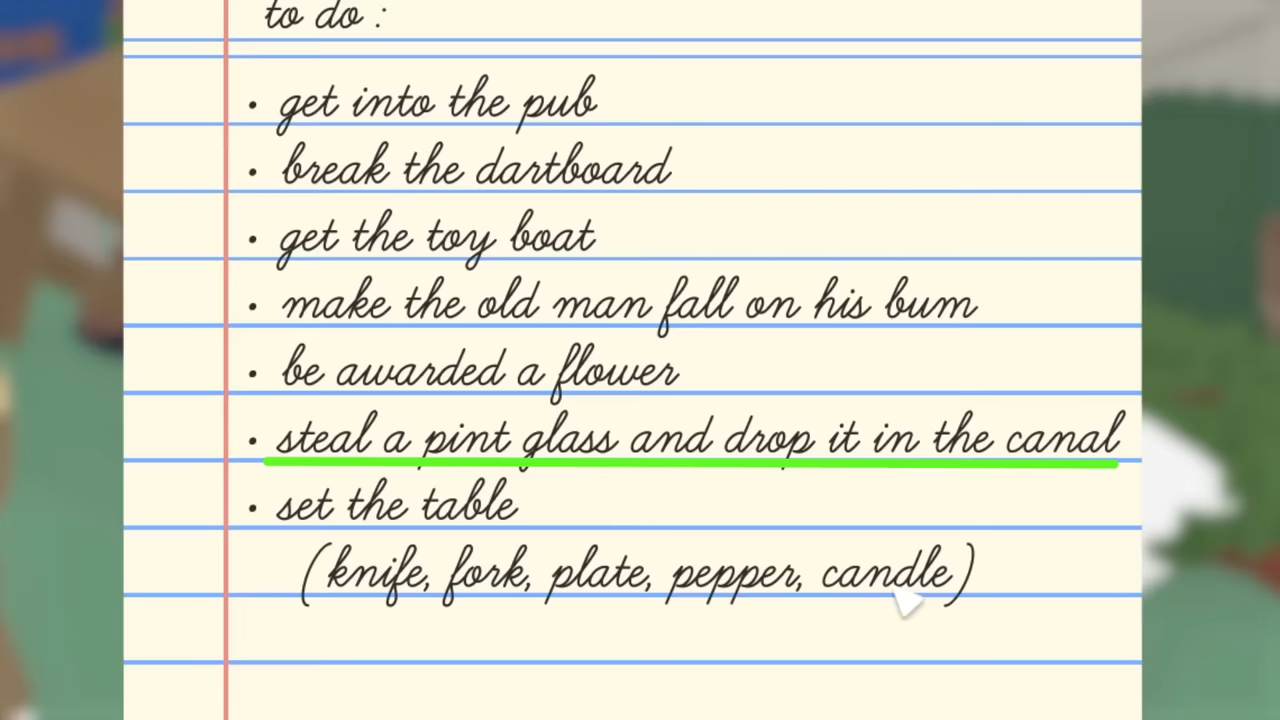 to do :
• get into the pub
• break the dartboard
• get the toy boat
• make the old man fall on his bum
• be awarded a flower
• steal a pint glass and drop it in the canal
• set the table
(knife, fork, plate, pepper, candle)